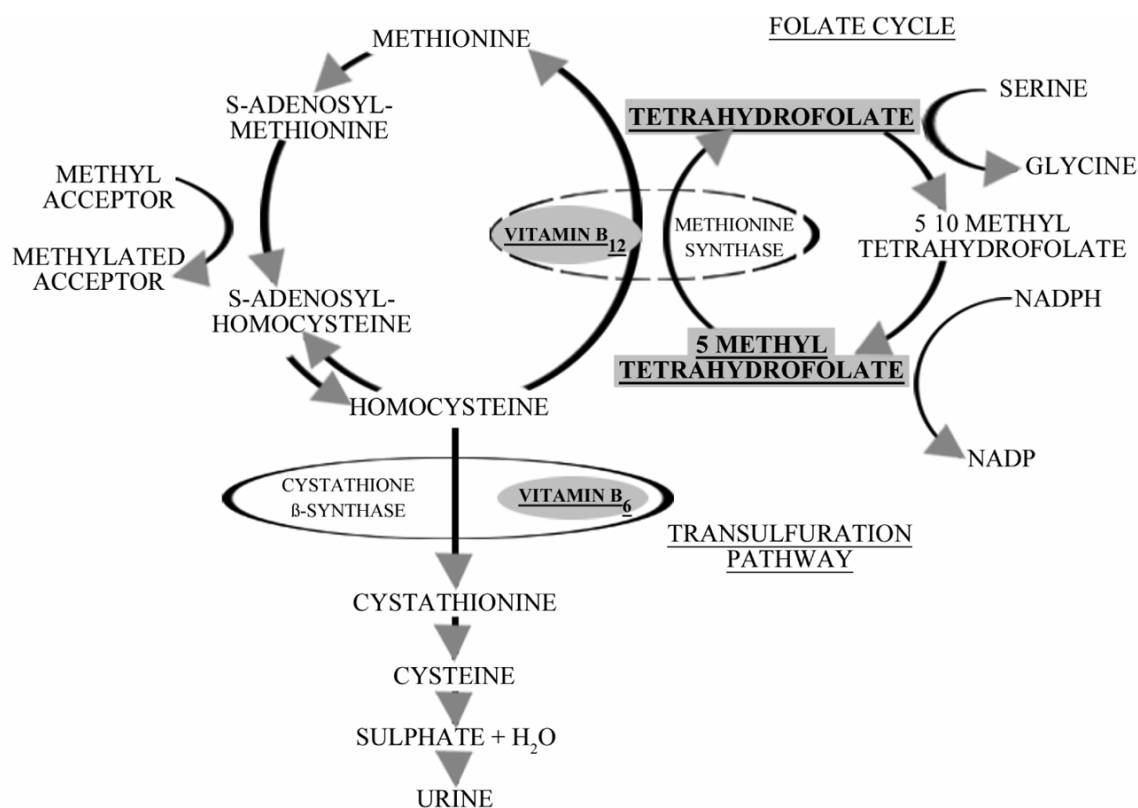 METHIONINE
FOLATE CYCLE
S-ADENOSYL-
METHIONINE
TETRAHYDROFOLATE
SERINE
GLYCINE
METHYL
ACCEPTOR
METHYLATED
ACCEPTOR
VITAMIN B12
METHIONINE
SYNTHASE
5 10 METHYL
TETRAHYDROFOLATE
S-ADENOSYL-
HOMOCYSTEINE
NADPH
5 METHYL
TETRAHYDROFOLATE
HOMOCYSTEINE
NADP
CYSTATHIONE
ß-SYNTHASE
VITAMIN B6
TRANSULFURATION
PATHWAY
CYSTATHIONINE
CYSTEINE
SULPHATE + H2O
URINE